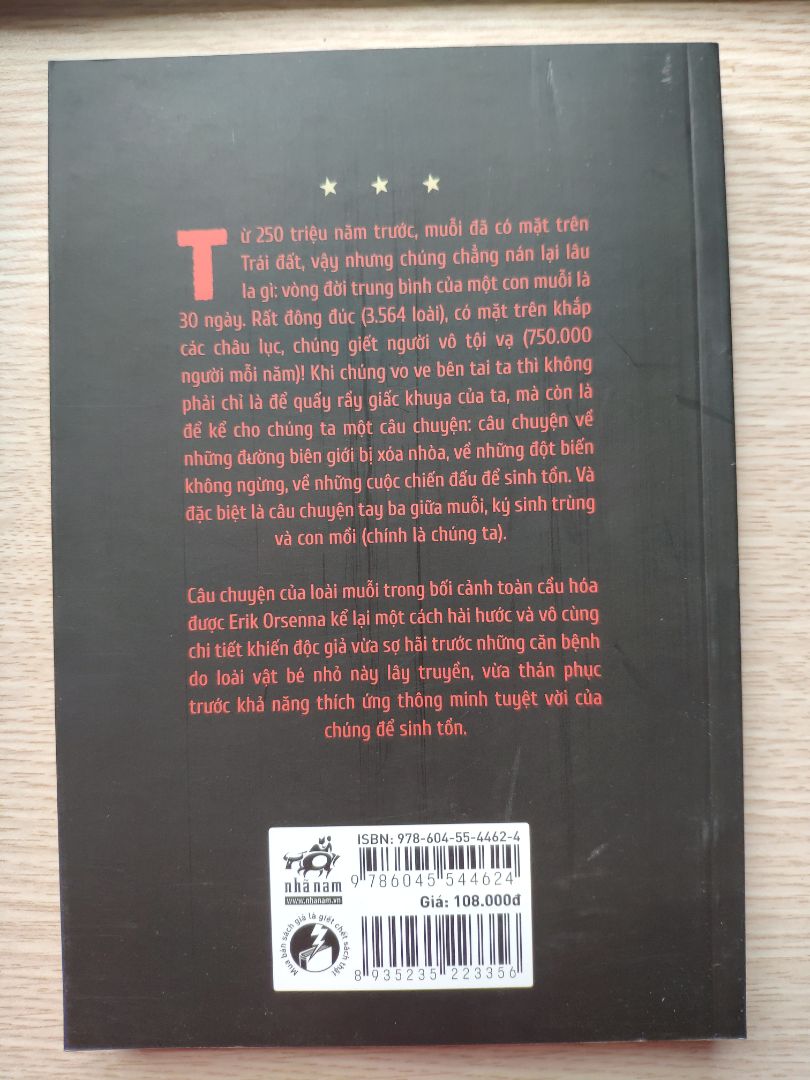 Từ 250 triệu năm trước, muỗi đã có mặt trên
Trái đất, vậy nhưng chúng chẳng nán lại lâu
la gì: vòng đời trung bình của một con muỗi là
30 ngày. Rất đông đúc (3.564 loài), có mặt trên khắp
các châu lục, chúng giết người vô tội vạ (750.000
người mỗi năm)! Khi chúng vo ve bên tai ta thì không
phải chỉ là để quấy rầy giấc khuya của ta, mà còn là
để kể cho chúng ta một câu chuyện: câu chuyện về
những đường biên giới bị xóa nhòa, về những đột biến
không ngừng, về những cuộc chiến đấu để sinh tồn. Và
đặc biệt là câu chuyện tay ba giữa muỗi, ký sinh trùng
và con mồi (chính là chúng ta).
Câu chuyện của loài muỗi trong bối cảnh toàn cầu hóa
được Erik Orsenna kể lại một cách hài hước và vô cùng
chi tiết khiến độc giả vừa sợ hãi trước những căn bệnh
do loài vật bé nhỏ này lây truyền, vừa thán phục
trước khả năng thích ứng thông minh tuyệt vời của
chúng để sinh tồn.
nhã nam
www.nhanam.vn
Mua bán sách giả là giết chết sách thật
ISBN: 978-604-55-4462-4
9 786045 544624
Giá: 108.000đ
8 935235 223356